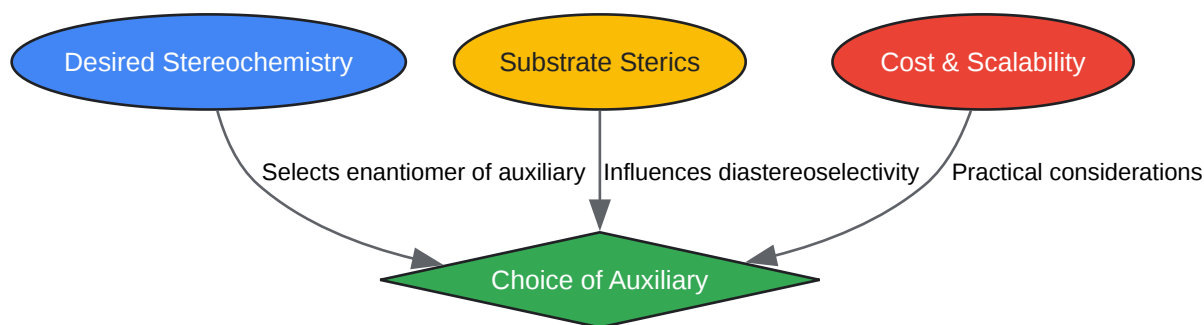 Desired Stereochemistry
Substrate Sterics
Cost & Scalability
Selects enantiomer of auxiliary
Influences diastereoselectivity
Practical considerations
Choice of Auxiliary